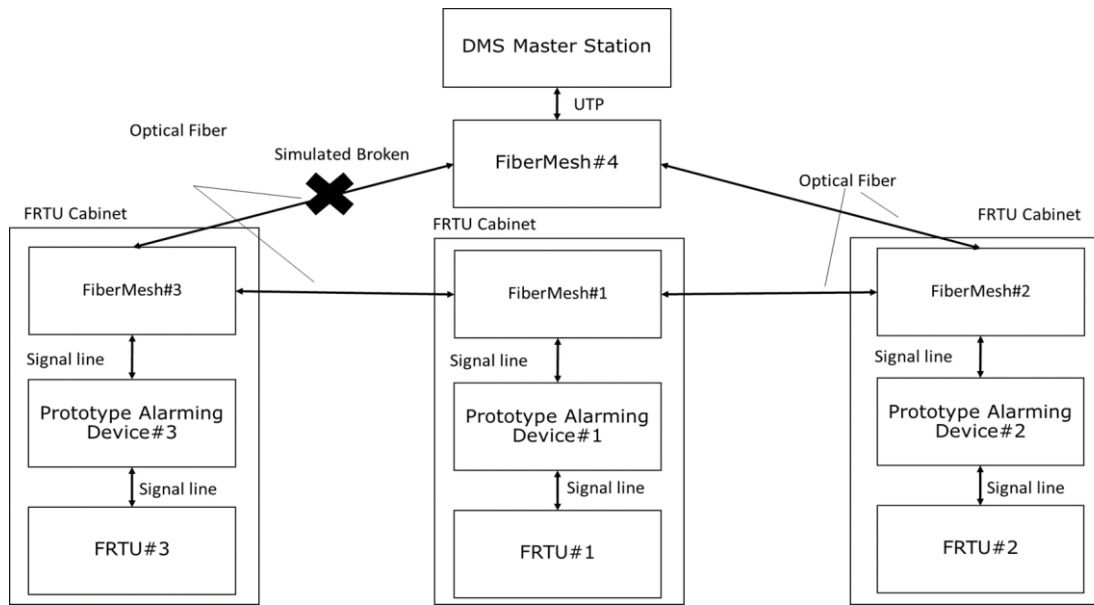 DMS Master Station
UTP
Optical Fiber
Simulated Broken
FiberMesh#4
Optical Fiber
FRTU Cabinet
FRTU Cabinet
FRTU Cabinet
FiberMesh#3
FiberMesh#1
FiberMesh#2
Signal line
Signal line
Signal line
Prototype Alarming
Device#3
Prototype Alarming
Device#1
Prototype Alarming
Device#2
Signal line
Signal line
Signal line
FRTU#3
FRTU#1
FRTU#2